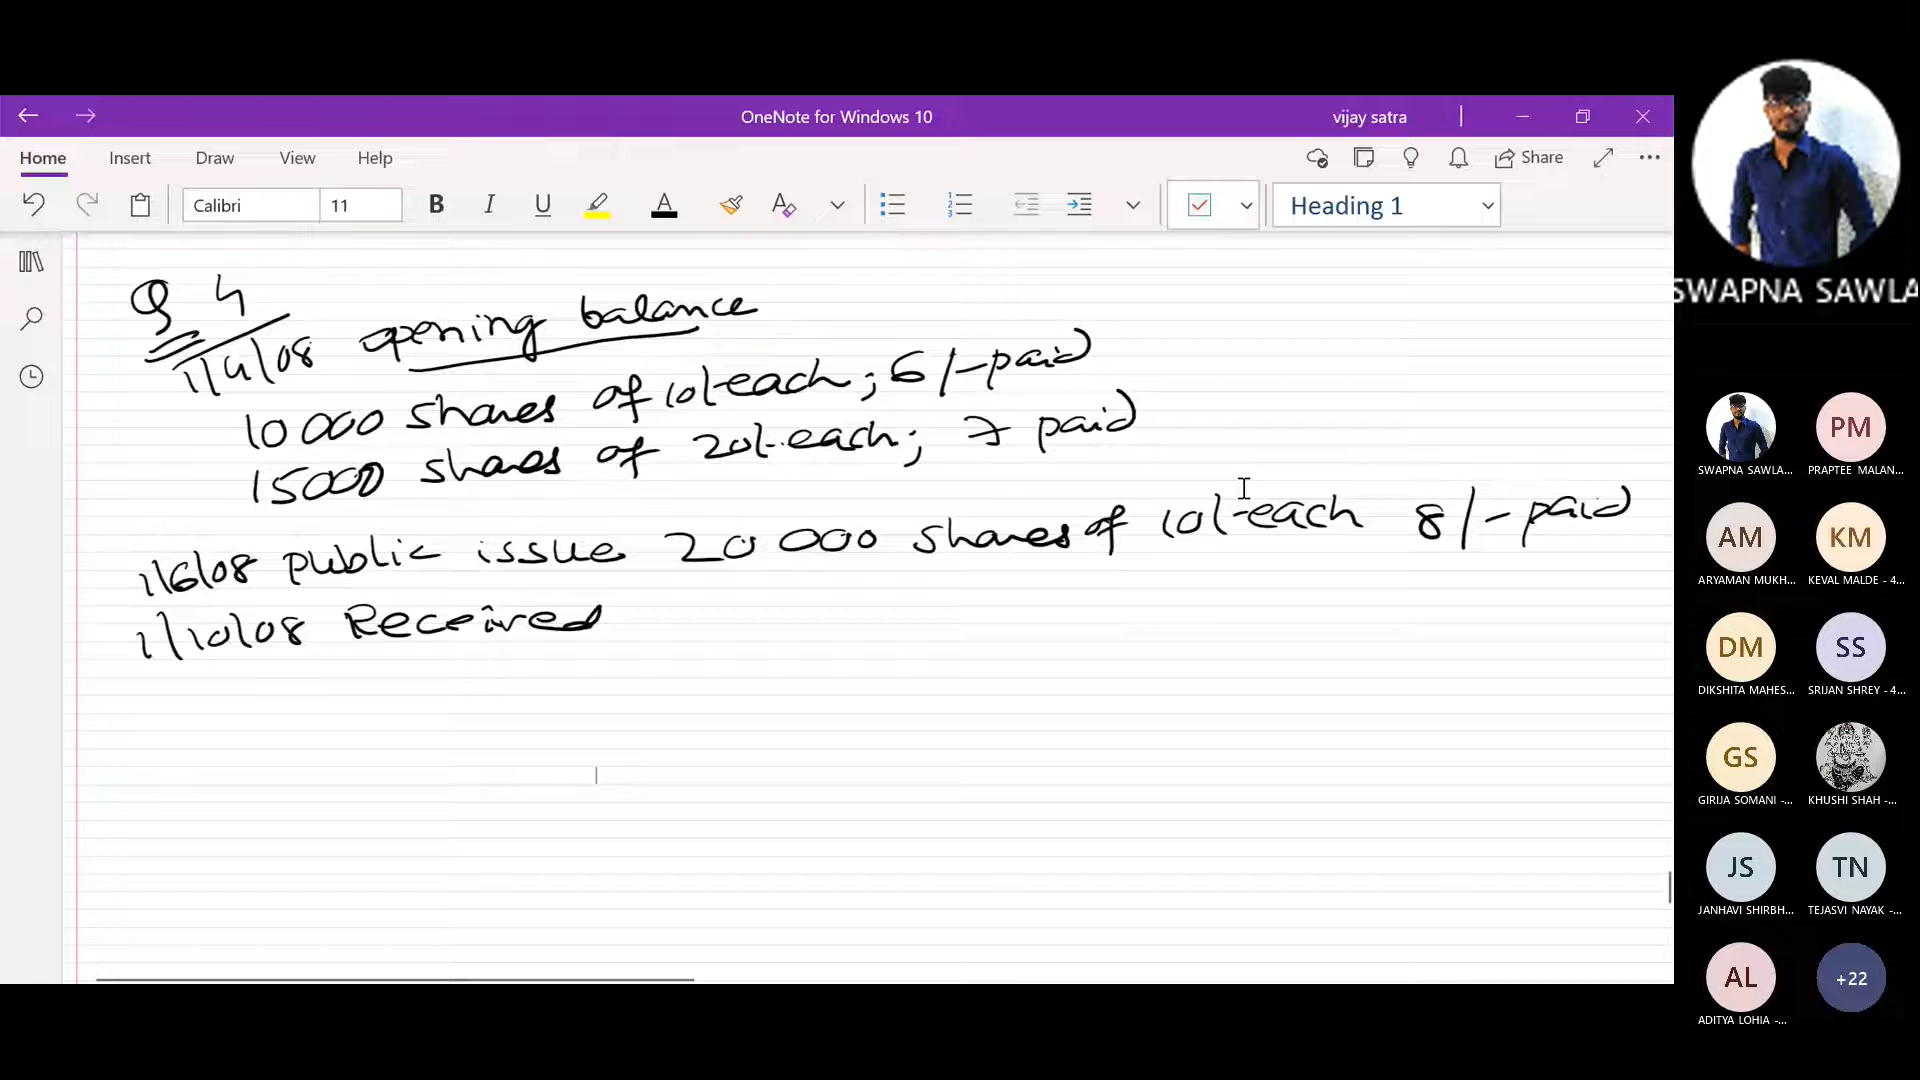 OneNote for Windows 10
vijay satra
Home Insert Draw View Help
Share
Calibri 11 B I U A A Heading 1
Q 4
1/4/08 opening balance
10000 shares of 10/-each; 6/-paid
15000 shares of 20/-each; 7 paid
1/6/08 public issue 20 000 shares of 10/-each 8/-paid
1/10/08 Received
SWAPNA SAWLA
SWAPNA SAWLA... PRAPTEE MALAN...
PM
AM KM
ARYAMAN MUKH... KEVAL MALDE - 4...
DM SS
DIKSHITA MAHES... SRIJAN SHREY - 4...
GS
GIRIJA SOMANI -... KHUSHI SHAH -...
JS TN
JANHAVI SHIRBH... TEJASVI NAYAK -...
AL +22
ADITYA LOHIA -...